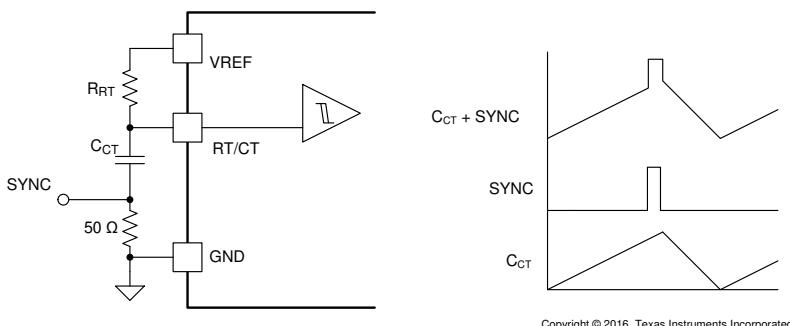 VREF
RRT
RT/CT
CCT
SYNC
50 Ω
GND
CCT + SYNC
SYNC
CCT
Copyright © 2016, Texas Instruments Incorporated